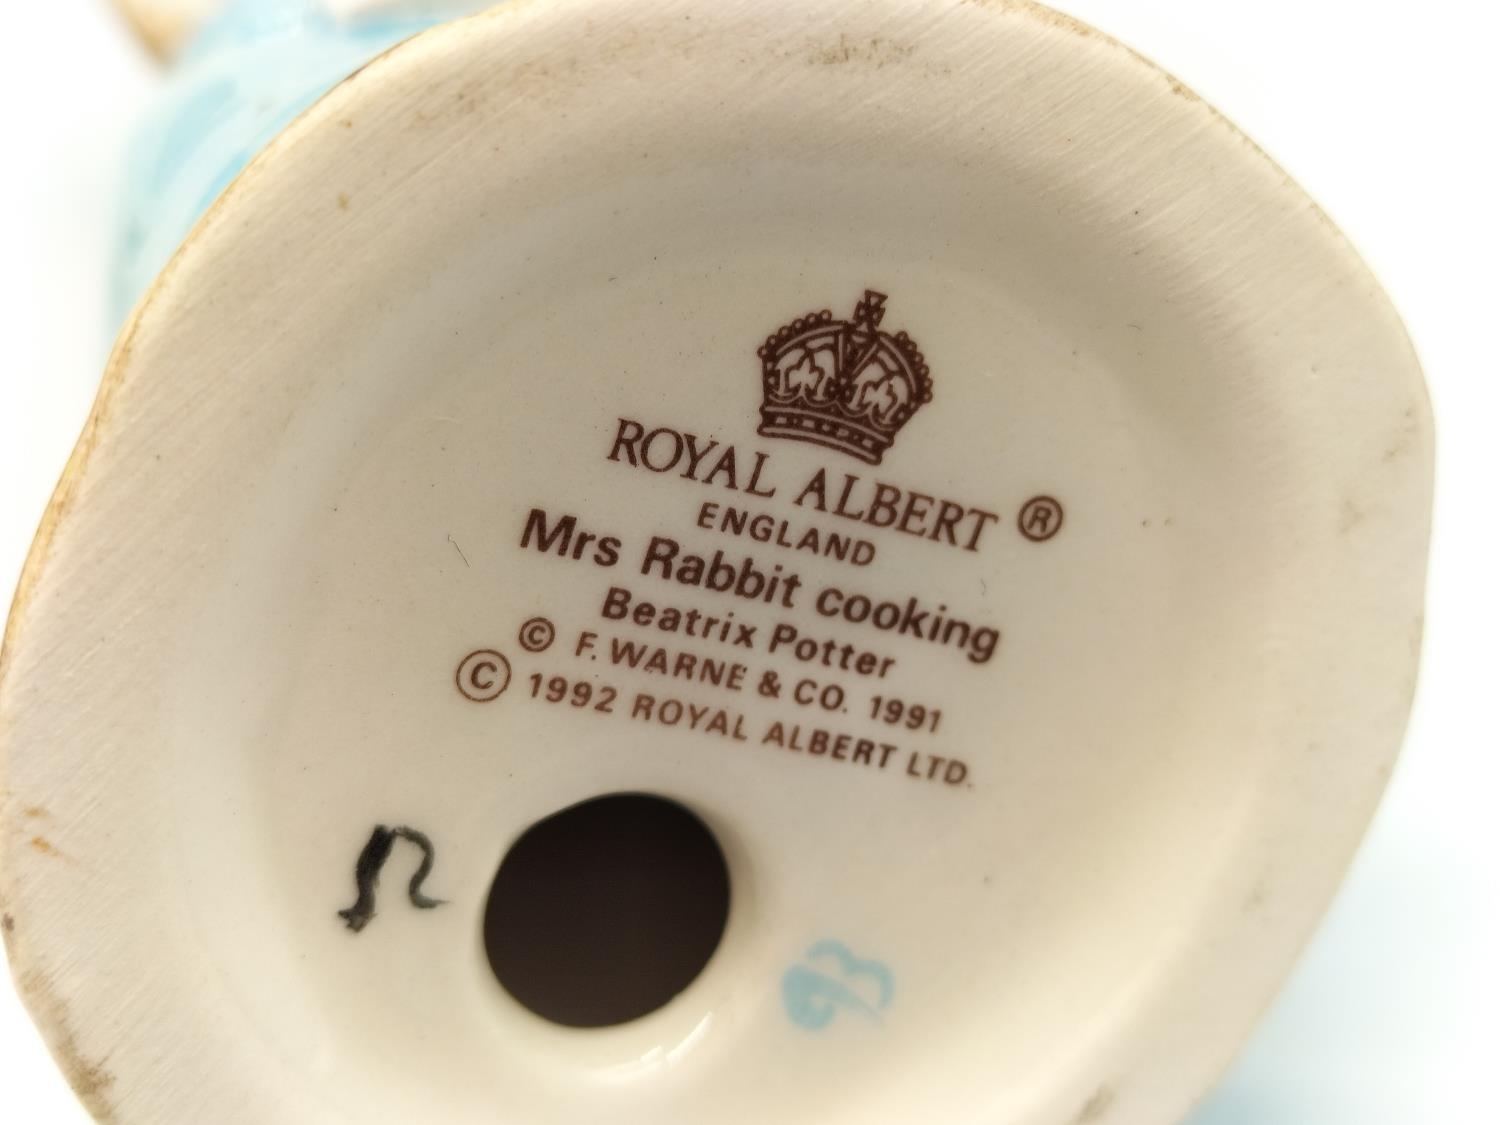 ROYAL ALBERT ®
ENGLAND
Mrs Rabbit cooking
Beatrix Potter
© F. WARNE & CO. 1991
© 1992 ROYAL ALBERT LTD.